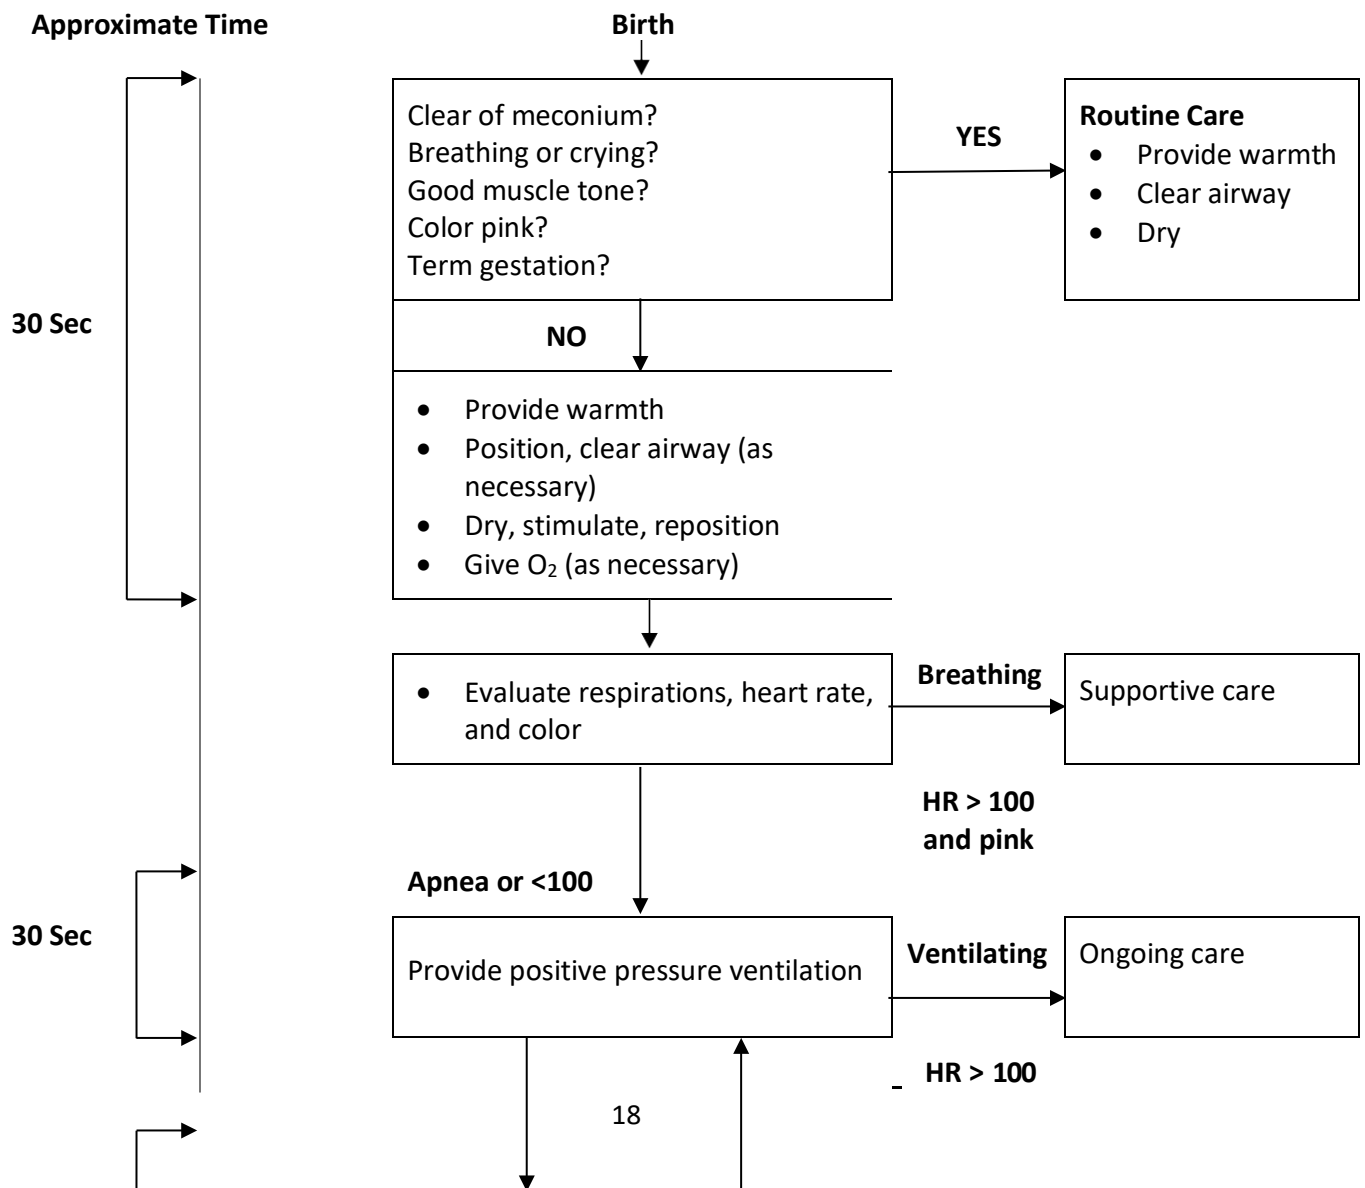 Approximate Time
Birth
Clear of meconium?
Breathing or crying?
Good muscle tone?
Color pink?
Term gestation?
YES
Routine Care
• Provide warmth
• Clear airway
• Dry
30 Sec
NO
• Provide warmth
• Position, clear airway (as
necessary)
• Dry, stimulate, reposition
• Give O₂ (as necessary)
• Evaluate respirations, heart rate,
and color
Breathing
Supportive care
HR > 100
and pink
Apnea or <100
30 Sec
Provide positive pressure ventilation
Ventilating
Ongoing care
HR > 100
18